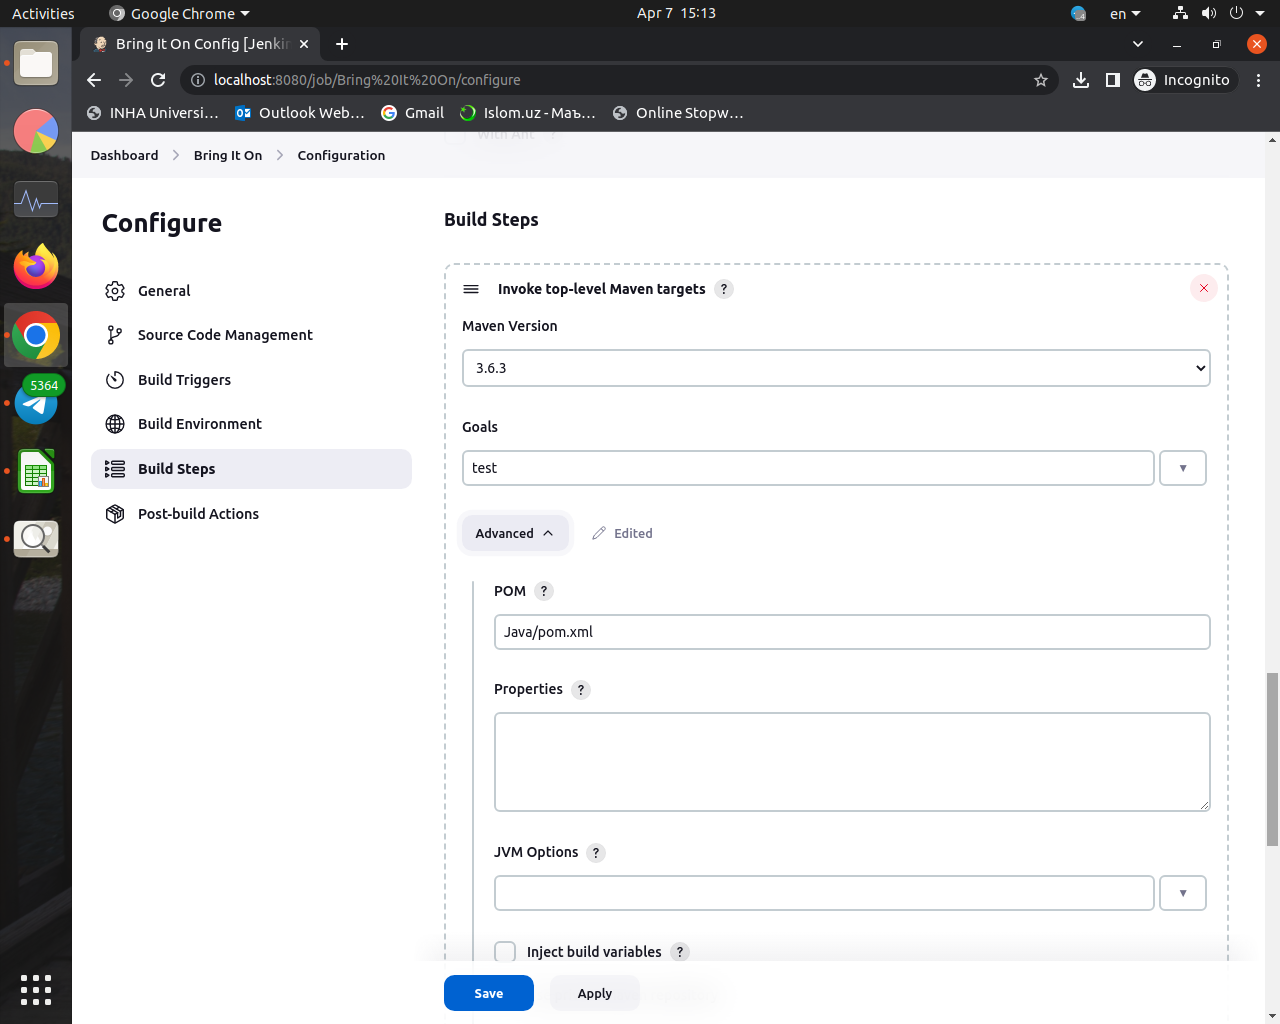 Activities
Google Chrome
Apr 7 15:13
en
Bring It On Config [Jenkin
localhost:8080/job/Bring%20It%20On/configure
Incognito
INHA Universi…
Outlook Web…
Gmail
Islom.uz - Маъ…
Online Stopw…
With Ant ?
Dashboard
Bring It On
Configuration
Configure
General
Source Code Management
Build Triggers
Build Environment
Build Steps
Post-build Actions
5364
Build Steps
Invoke top-level Maven targets ?
Maven Version
3.6.3
Goals
test
Advanced
Edited
POM ?
Java/pom.xml
Properties ?
JVM Options ?
Inject build variables ?
Save
Apply